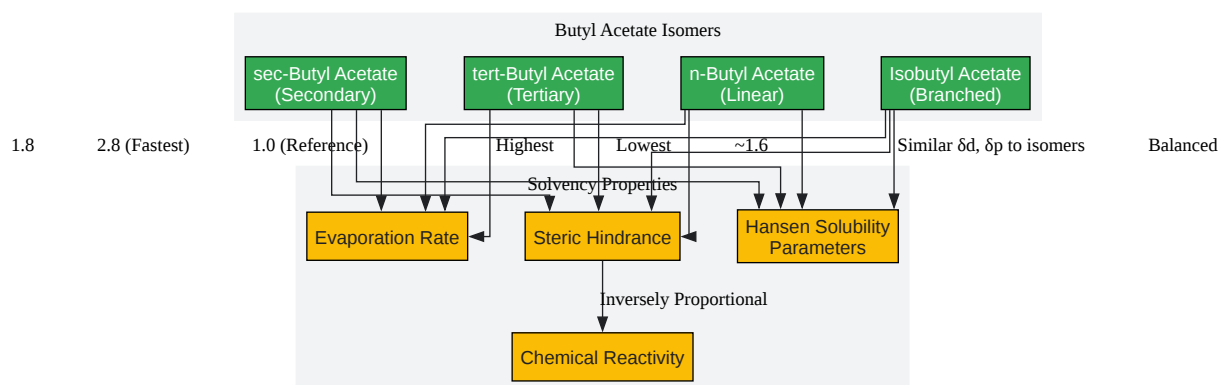 Butyl Acetate Isomers
sec-Butyl Acetate
(Secondary)
tert-Butyl Acetate
(Tertiary)
n-Butyl Acetate
(Linear)
Isobutyl Acetate
(Branched)
1.8
2.8 (Fastest)
1.0 (Reference)
Highest
Lowest
~1.6
Similar δd, δp to isomers
Balanced
Solvency Properties
Evaporation Rate
Steric Hindrance
Hansen Solubility
Parameters
Inversely Proportional
Chemical Reactivity